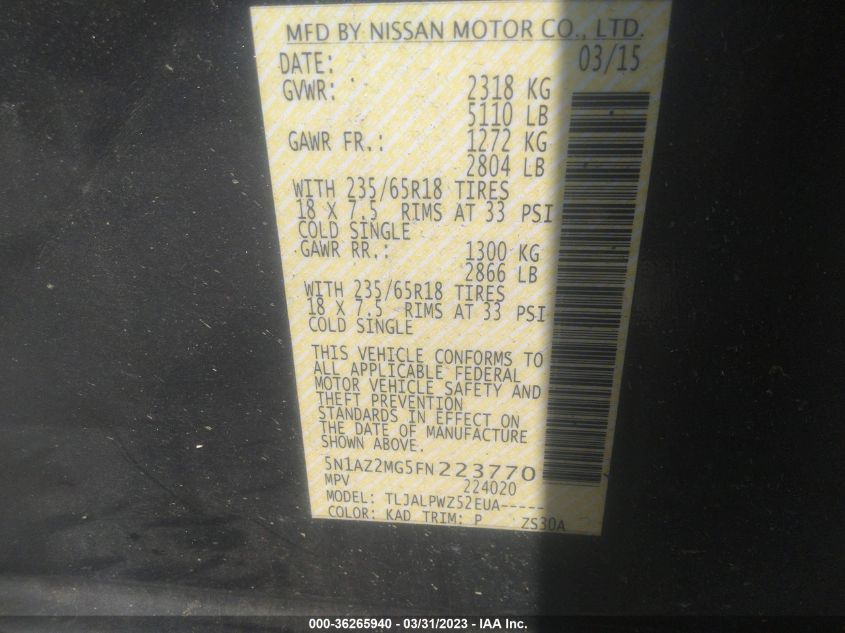 MFD BY NISSAN MOTOR CO., LTD.
DATE: 03/15
GVWR: 2318 KG
5110 LB
GAWR FR.: 1272 KG
2804 LB
WITH 235/65R18 TIRES
18 X 7.5 RIMS AT 33 PSI
COLD SINGLE
GAWR RR.: 1300 KG
2866 LB
WITH 235/65R18 TIRES
18 X 7.5 RIMS AT 33 PSI
COLD SINGLE
THIS VEHICLE CONFORMS TO
ALL APPLICABLE FEDERAL
MOTOR VEHICLE SAFETY AND
THEFT PREVENTION
STANDARDS IN EFFECT ON
THE DATE OF MANUFACTURE
SHOWN ABOVE.
5N1AZ2MG5FN223770
MPV 224020
MODEL: TLJALPWZ52EUA-----
COLOR: KAD TRIM: P ZS30A
000-36265940 - 03/31/2023 - IAA Inc.